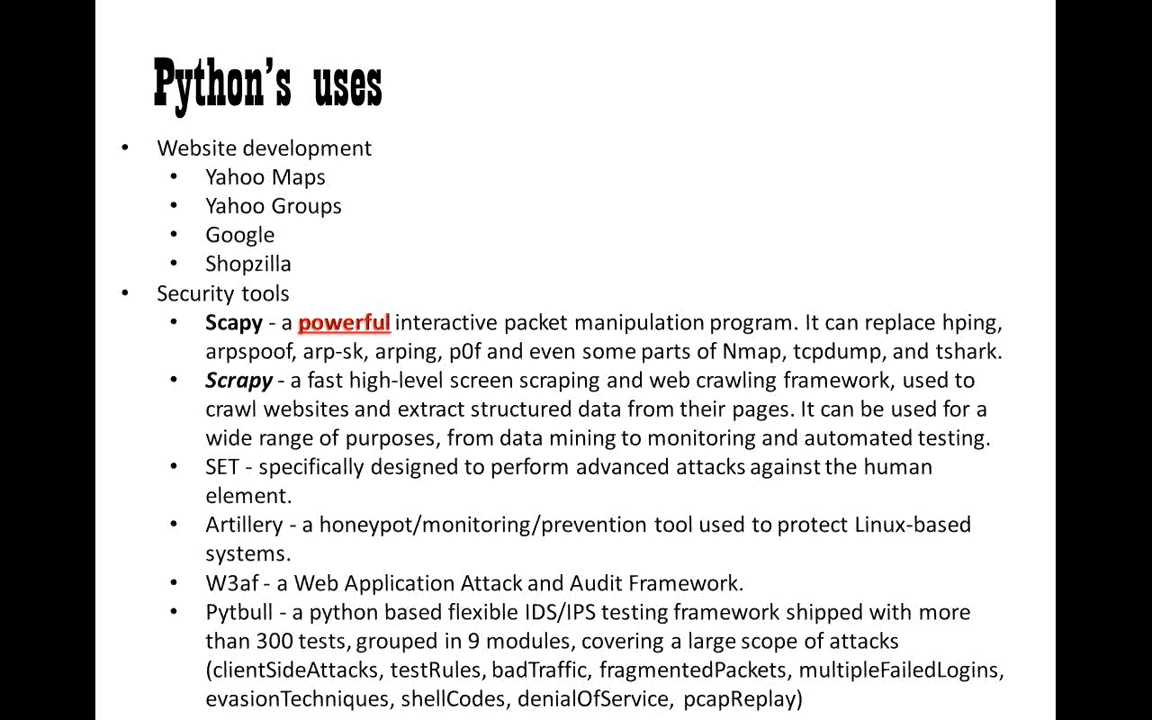 Python's uses
• Website development
• Yahoo Maps
• Yahoo Groups
• Google
• Shopzilla
• Security tools
• Scapy - a powerful interactive packet manipulation program. It can replace hping,
arpspoof, arp-sk, arping, p0f and even some parts of Nmap, tcpdump, and tshark.
• Scrapy - a fast high-level screen scraping and web crawling framework, used to
crawl websites and extract structured data from their pages. It can be used for a
wide range of purposes, from data mining to monitoring and automated testing.
• SET - specifically designed to perform advanced attacks against the human
element.
• Artillery - a honeypot/monitoring/prevention tool used to protect Linux-based
systems.
• W3af - a Web Application Attack and Audit Framework.
• Pytbull - a python based flexible IDS/IPS testing framework shipped with more
than 300 tests, grouped in 9 modules, covering a large scope of attacks
(clientSideAttacks, testRules, badTraffic, fragmentedPackets, multipleFailedLogins,
evasionTechniques, shellCodes, denialOfService, pcapReplay)